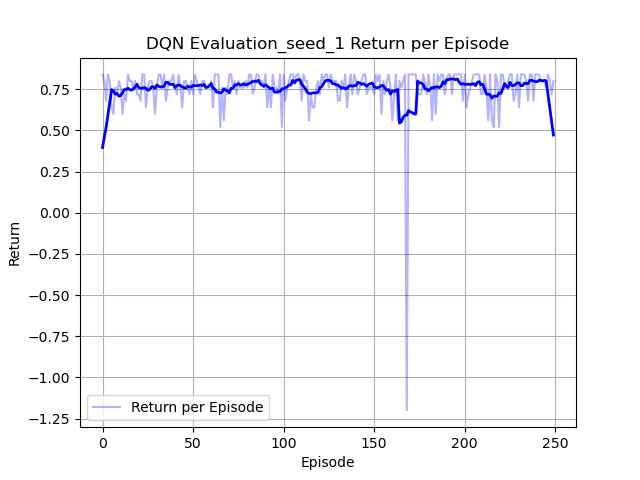 DQN Evaluation_seed_1 Return per Episode
Return
0.75
0.50
0.25
0.00
−0.25
−0.50
−0.75
−1.00
−1.25
Return per Episode
0 50 100 150 200 250
Episode